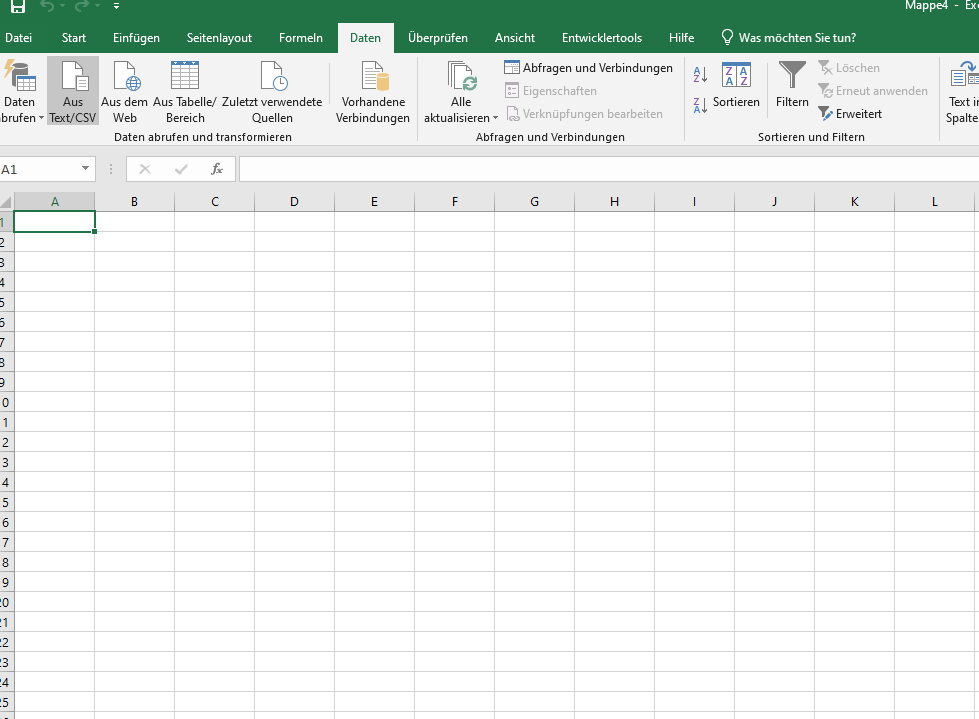 Mappe4 - Exc
Datei Start Einfügen Seitenlayout Formeln Daten Überprüfen Ansicht Entwicklertools Hilfe Was möchten Sie tun?
Daten abrufen
Aus Text/CSV
Aus dem Web
Aus Tabelle/ Bereich
Zuletzt verwendete Quellen
Vorhandene Verbindungen
Daten abrufen und transformieren
Alle aktualisieren
Abfragen und Verbindungen
Eigenschaften
Verknüpfungen bearbeiten
Abfragen und Verbindungen
Sortieren
Filtern
Löschen
Erneut anwenden
Erweitert
Sortieren und Filtern
Text in
Spalte
A1
fx
A B C D E F G H I J K L
1
2
3
4
5
6
7
8
9
0
1
2
3
4
5
6
7
8
9
20
21
22
23
24
25